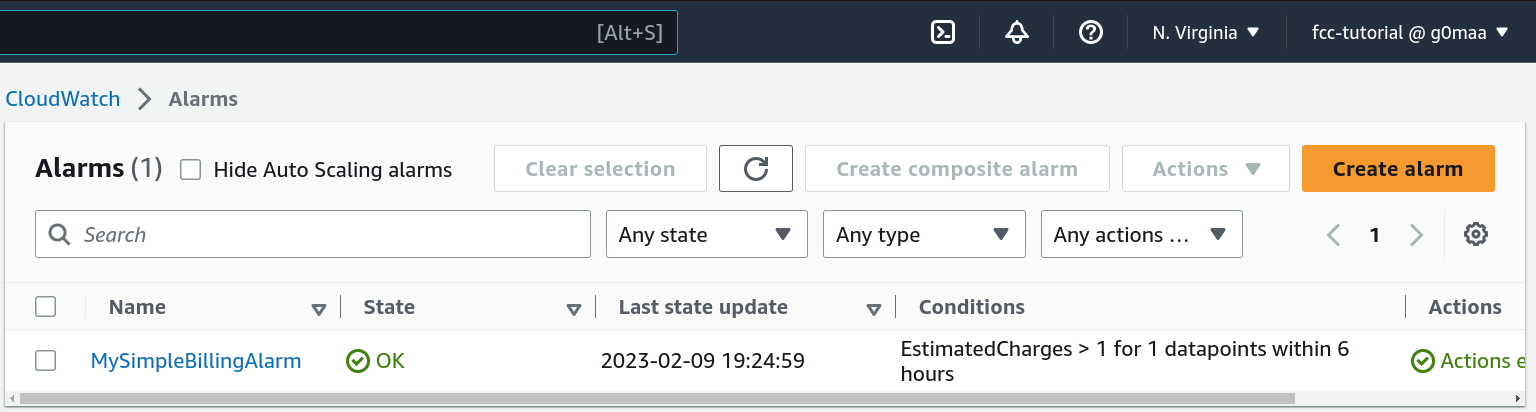 [Alt+S] N. Virginia fcc-tutorial @ g0maa
CloudWatch Alarms
Alarms (1) Hide Auto Scaling alarms Clear selection Create composite alarm Actions Create alarm
Search Any state Any type Any actions ... 1
Name State Last state update Conditions Actions
MySimpleBillingAlarm OK 2023-02-09 19:24:59 EstimatedCharges > 1 for 1 datapoints within 6 Actions e
hours